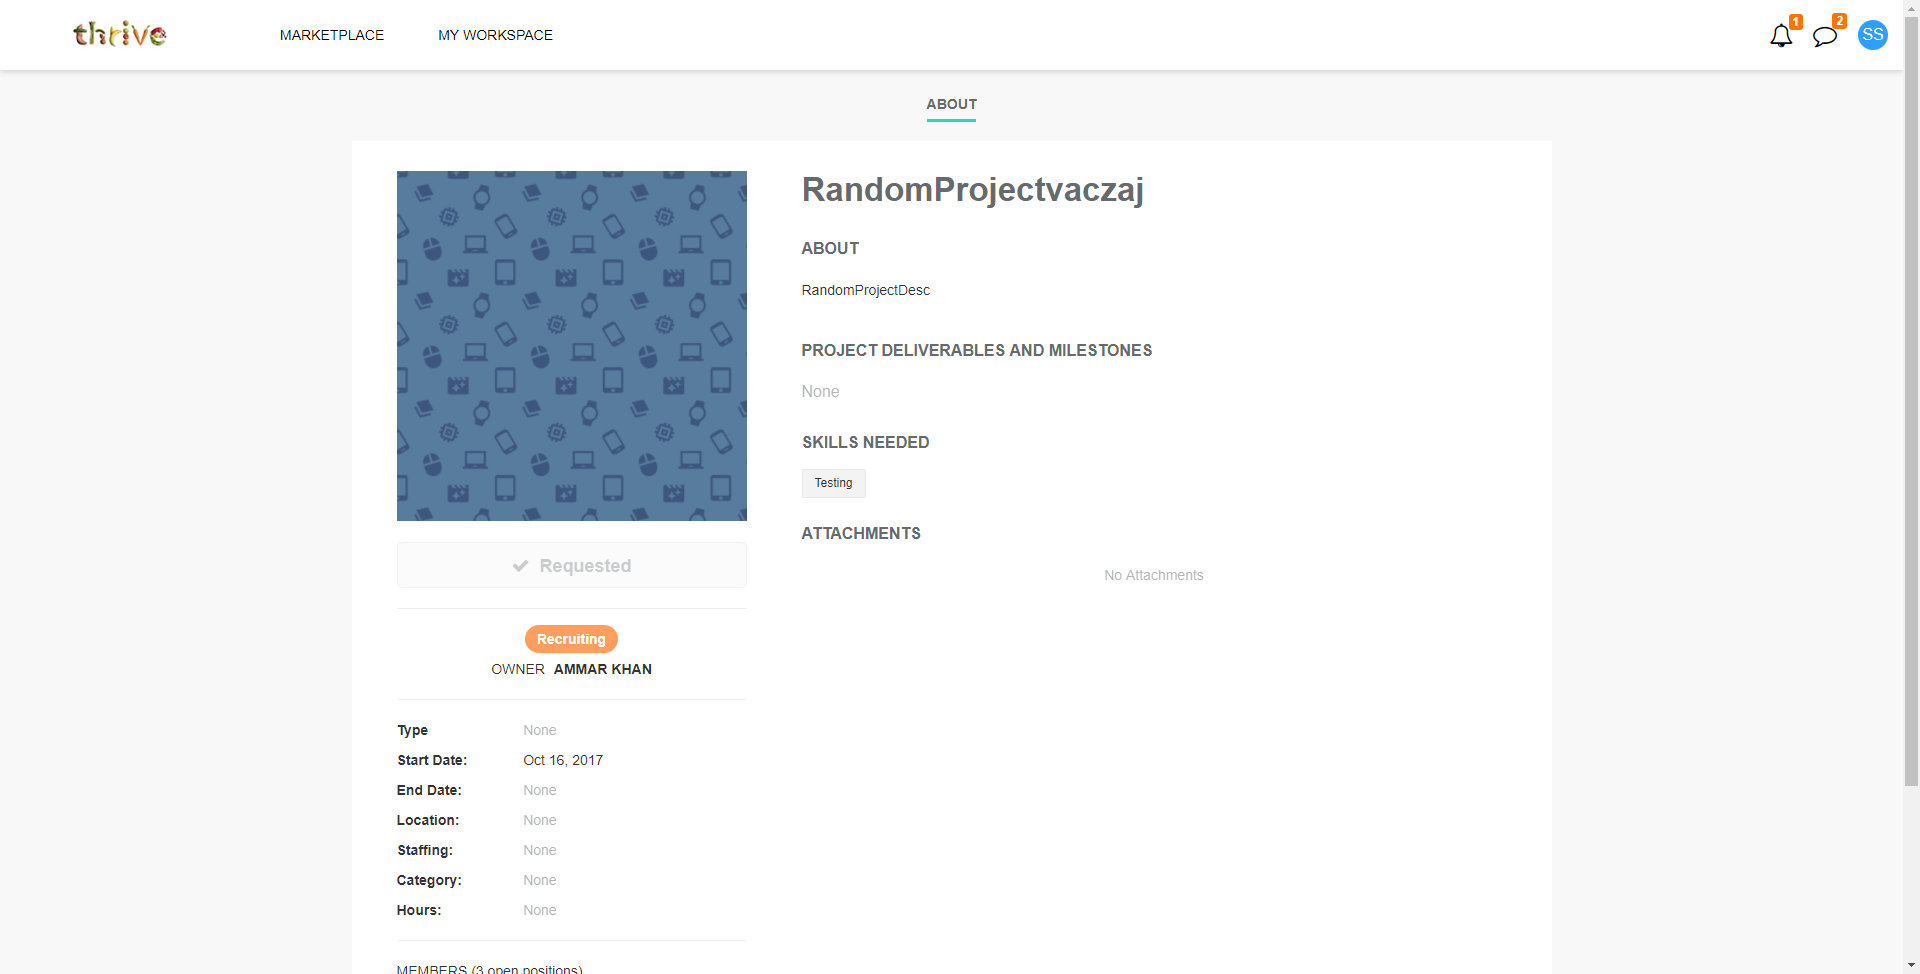 thrive
MARKETPLACE
MY WORKSPACE
1
2
SS
ABOUT
RandomProjectvaczaj
ABOUT
RandomProjectDesc
PROJECT DELIVERABLES AND MILESTONES
None
SKILLS NEEDED
Testing
ATTACHMENTS
No Attachments
Requested
Recruiting
OWNER AMMAR KHAN
Type None
Start Date: Oct 16, 2017
End Date: None
Location: None
Staffing: None
Category: None
Hours: None
MEMBERS (3 open positions)